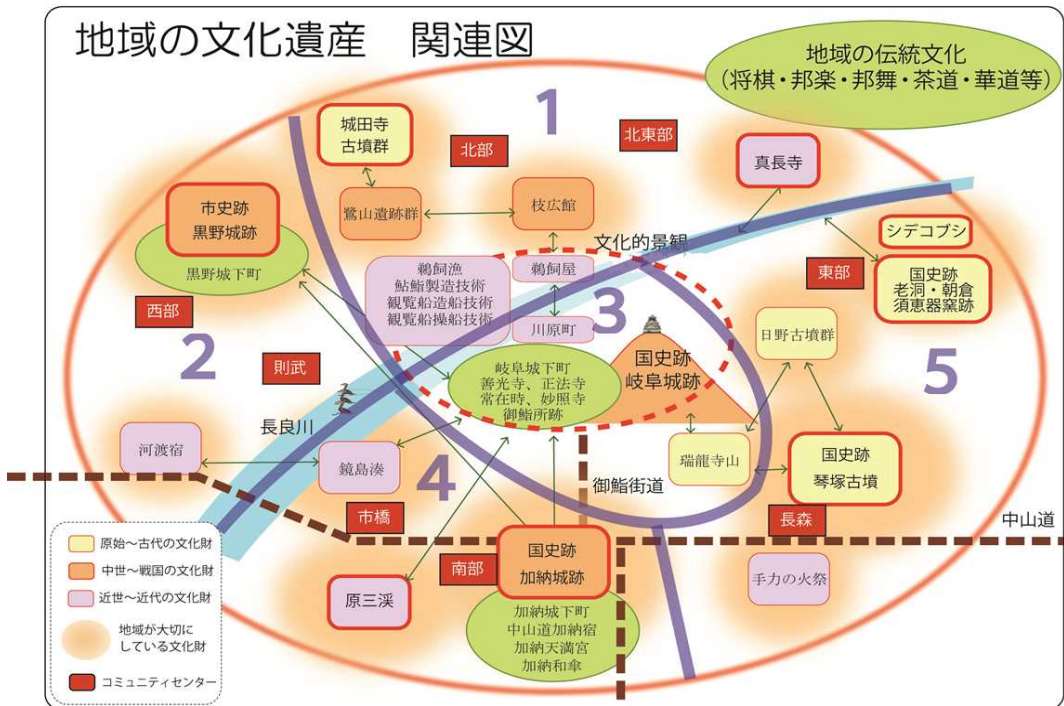 地域の文化遺産 関連図
地域の伝統文化
（将棋・邦楽・邦舞・茶道・華道等）
1
城田寺
古墳群
北部
北東部
真長寺
市史跡
黒野城跡
黒野城下町
鷺山遺跡群
枝広館
文化的景観
シデコブシ
国史跡
老洞・朝倉
須恵器窯跡
東部
鵜飼漁
鮎鮨製造技術
観覧船造船技術
観覧船操船技術
鵜飼屋
川原町
3
西部
2
則武
長良川
岐阜城下町
善光寺、正法寺
常在時、妙照寺
御鮨所跡
国史跡
岐阜城跡
日野古墳群
5
河渡宿
鏡島湊
4
瑞龍寺山
国史跡
琴塚古墳
御鮨街道
市橋
長森
中山道
南部
国史跡
加納城跡
手力の火祭
原三渓
加納城下町
中山道加納宿
加納天満宮
加納和傘
原始～古代の文化財
中世～戦国の文化財
近世～近代の文化財
地域が大切に
している文化財
コミュニティセンター